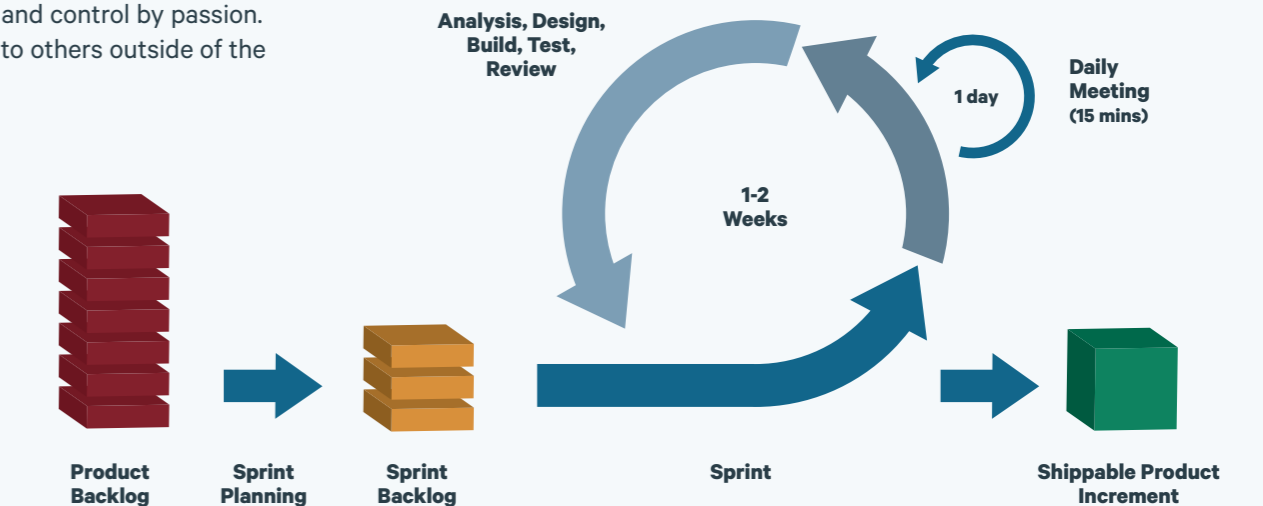 and control by passion.
to others outside of the
Analysis, Design,
Build, Test,
Review
1 day
Daily
Meeting
(15 mins)
1-2
Weeks
Product
Backlog
Sprint
Planning
Sprint
Backlog
Sprint
Shippable Product
Increment